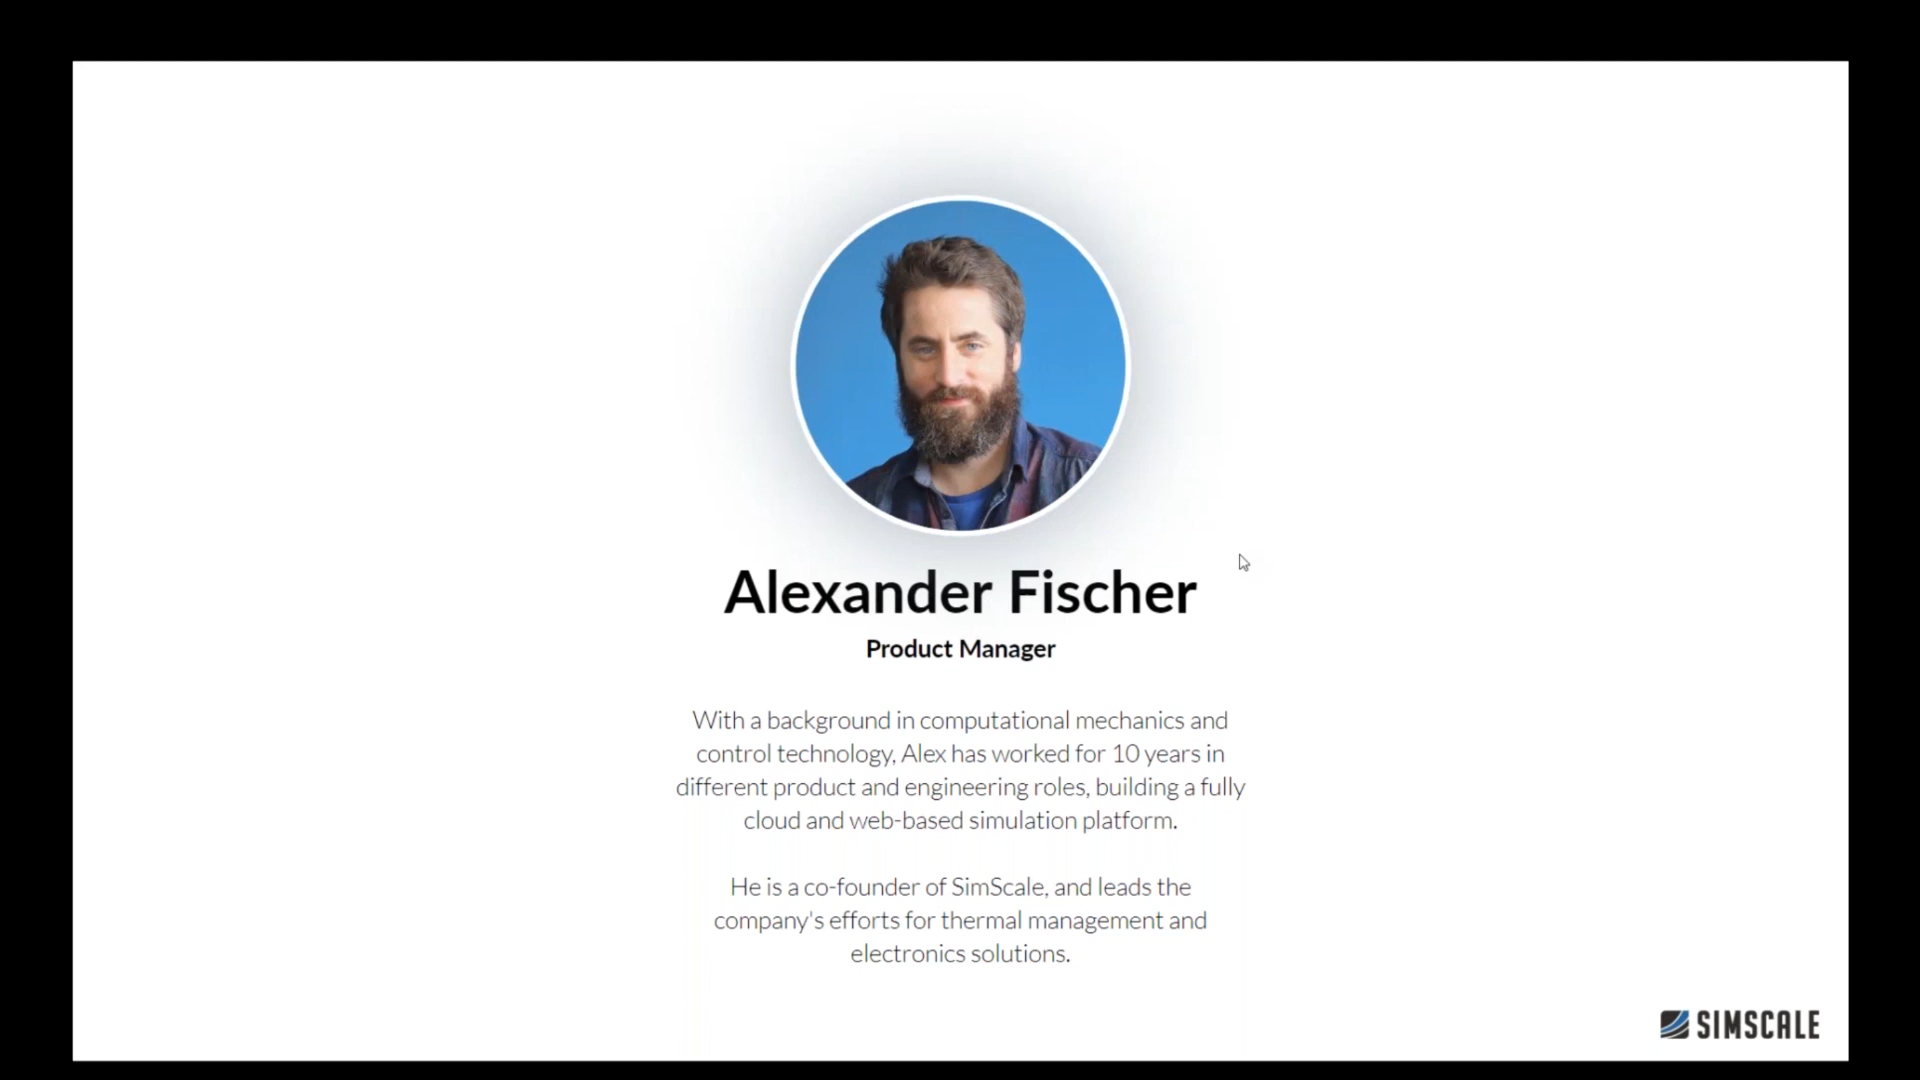 Alexander Fischer
Product Manager
With a background in computational mechanics and
control technology, Alex has worked for 10 years in
different product and engineering roles, building a fully
cloud and web-based simulation platform.
He is a co-founder of SimScale, and leads the
company's efforts for thermal management and
electronics solutions.
SIMSCALE